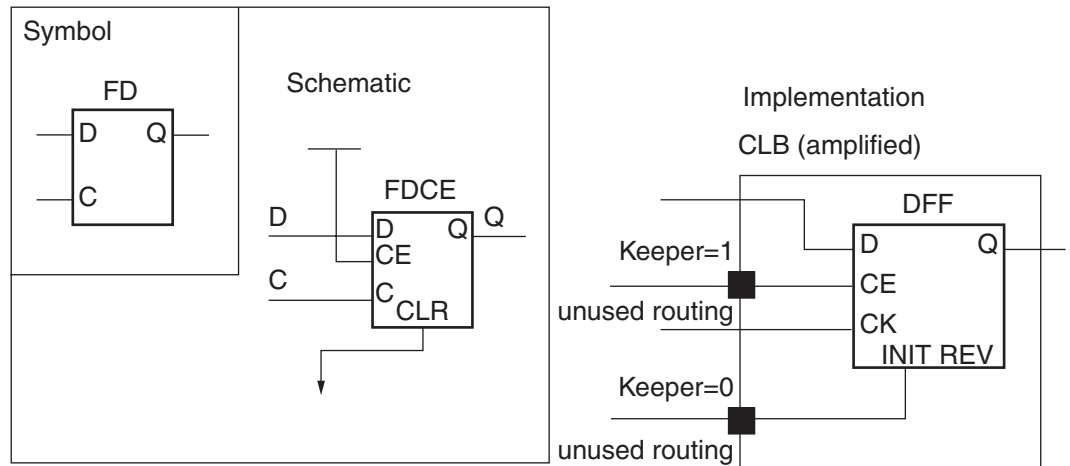 Symbol
FD
D Q
C
Schematic
FDCE
D
D Q
Q
CE
C
C
CLR
Implementation
CLB (amplified)
DFF
D Q
Keeper=1
CE
unused routing
CK
INIT REV
Keeper=0
unused routing